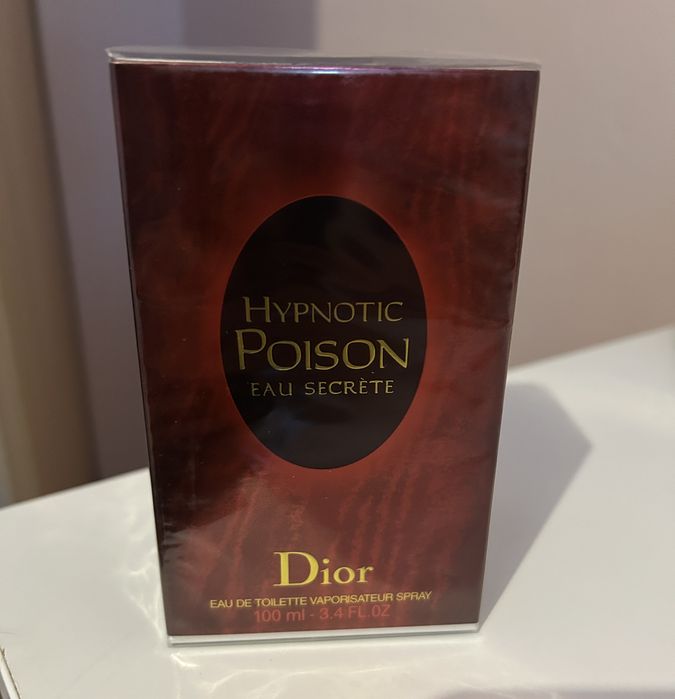 HYPNOTIC
POISON
EAU SECRÈTE
Dior
EAU DE TOILETTE VAPORISATEUR SPRAY
100 ml - 3.4 FL.OZ